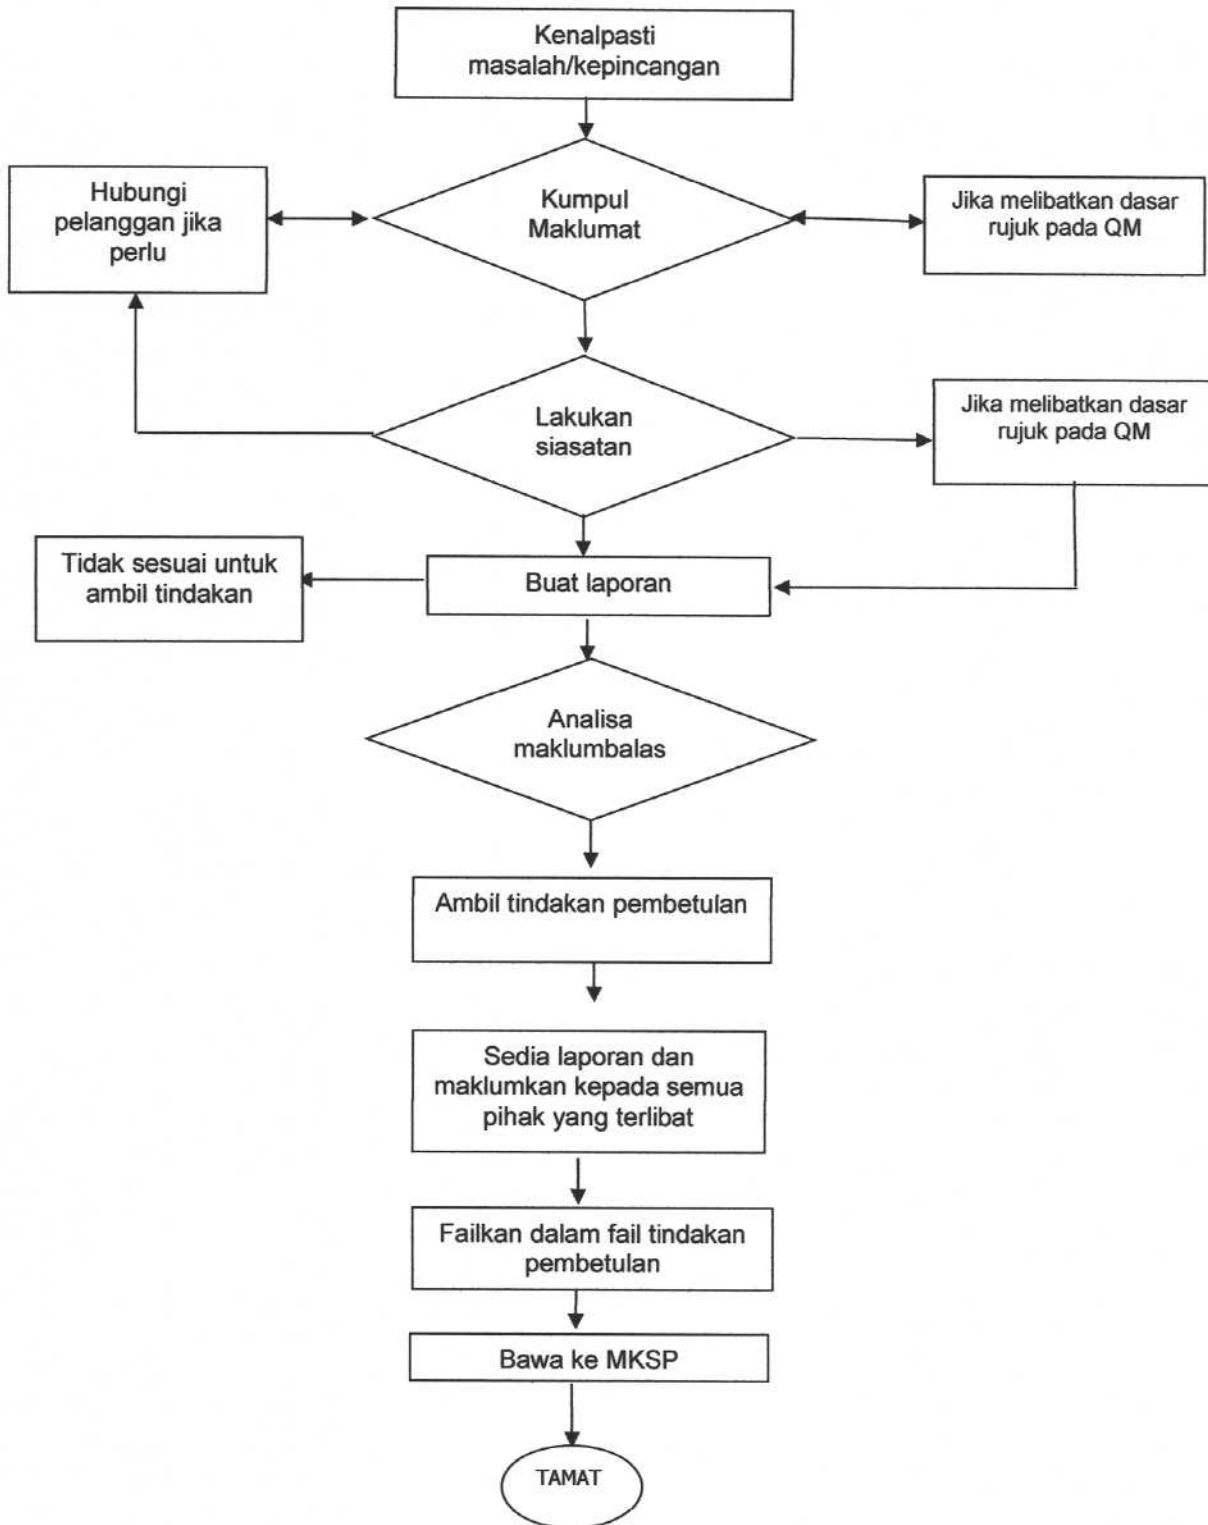 Kenalpasti
masalah/kepincangan
Hubungi
pelanggan jika
perlu
Kumpul
Maklumat
Jika melibatkan dasar
rujuk pada QM
Lakukan
siasatan
Jika melibatkan dasar
rujuk pada QM
Tidak sesuai untuk
ambil tindakan
Buat laporan
Analisa
maklumbalas
Ambil tindakan pembetulan
Sedia laporan dan
maklumkan kepada semua
pihak yang terlibat
Failkan dalam fail tindakan
pembetulan
Bawa ke MKSP
TAMAT